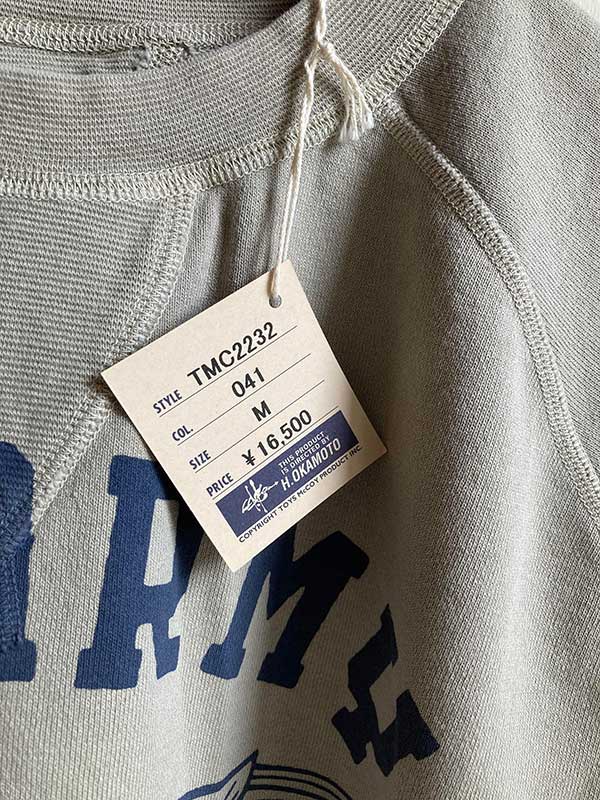 STYLE TMC2232
COL. 041
SIZE M
PRICE ¥16,500
THIS PRODUCT
IS DIRECTED BY
H.OKAMOTO
COPYRIGHT TOYS McCOY PRODUCT INC.